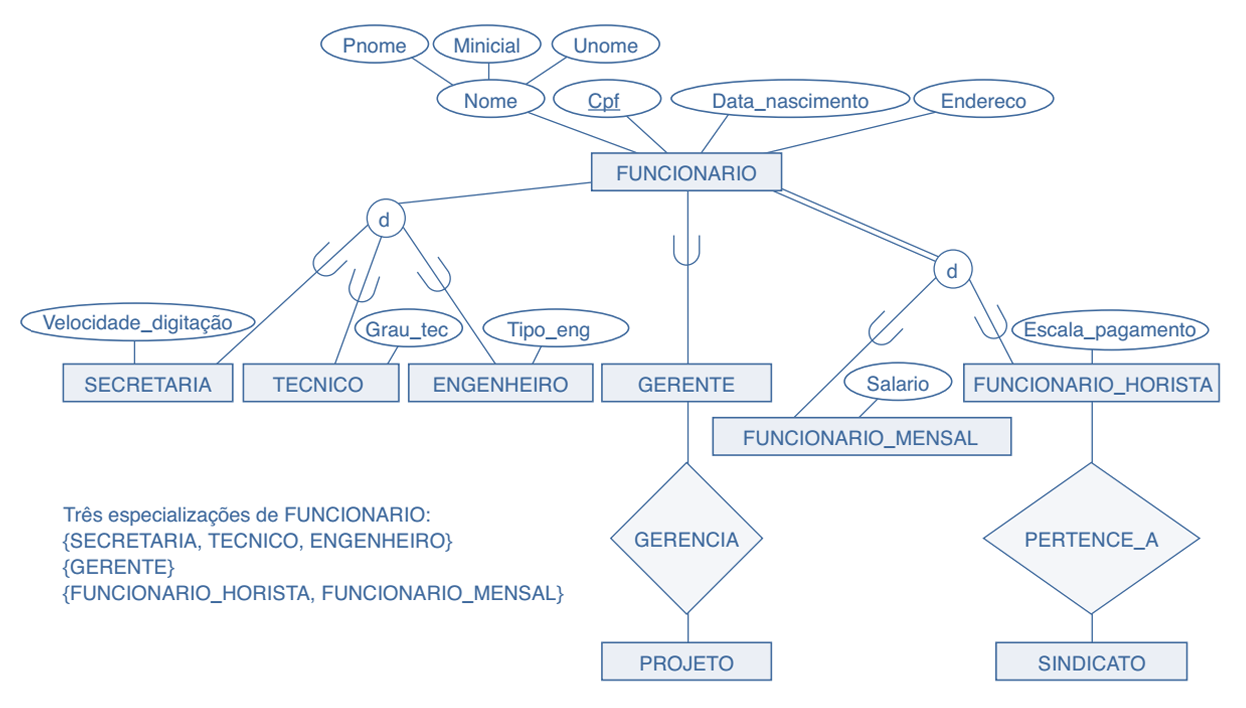 Pnome Minicial Unome
Nome Cpf Data_nascimento Endereco
FUNCIONARIO
d
d
Velocidade_digitação Grau_tec Tipo_eng Escala_pagamento
SECRETARIA TECNICO ENGENHEIRO GERENTE Salario FUNCIONARIO_HORISTA
FUNCIONARIO_MENSAL
Três especializações de FUNCIONARIO:
{SECRETARIA, TECNICO, ENGENHEIRO}
{GERENTE}
{FUNCIONARIO_HORISTA, FUNCIONARIO_MENSAL}
GERENCIA PERTENCE_A
PROJETO SINDICATO